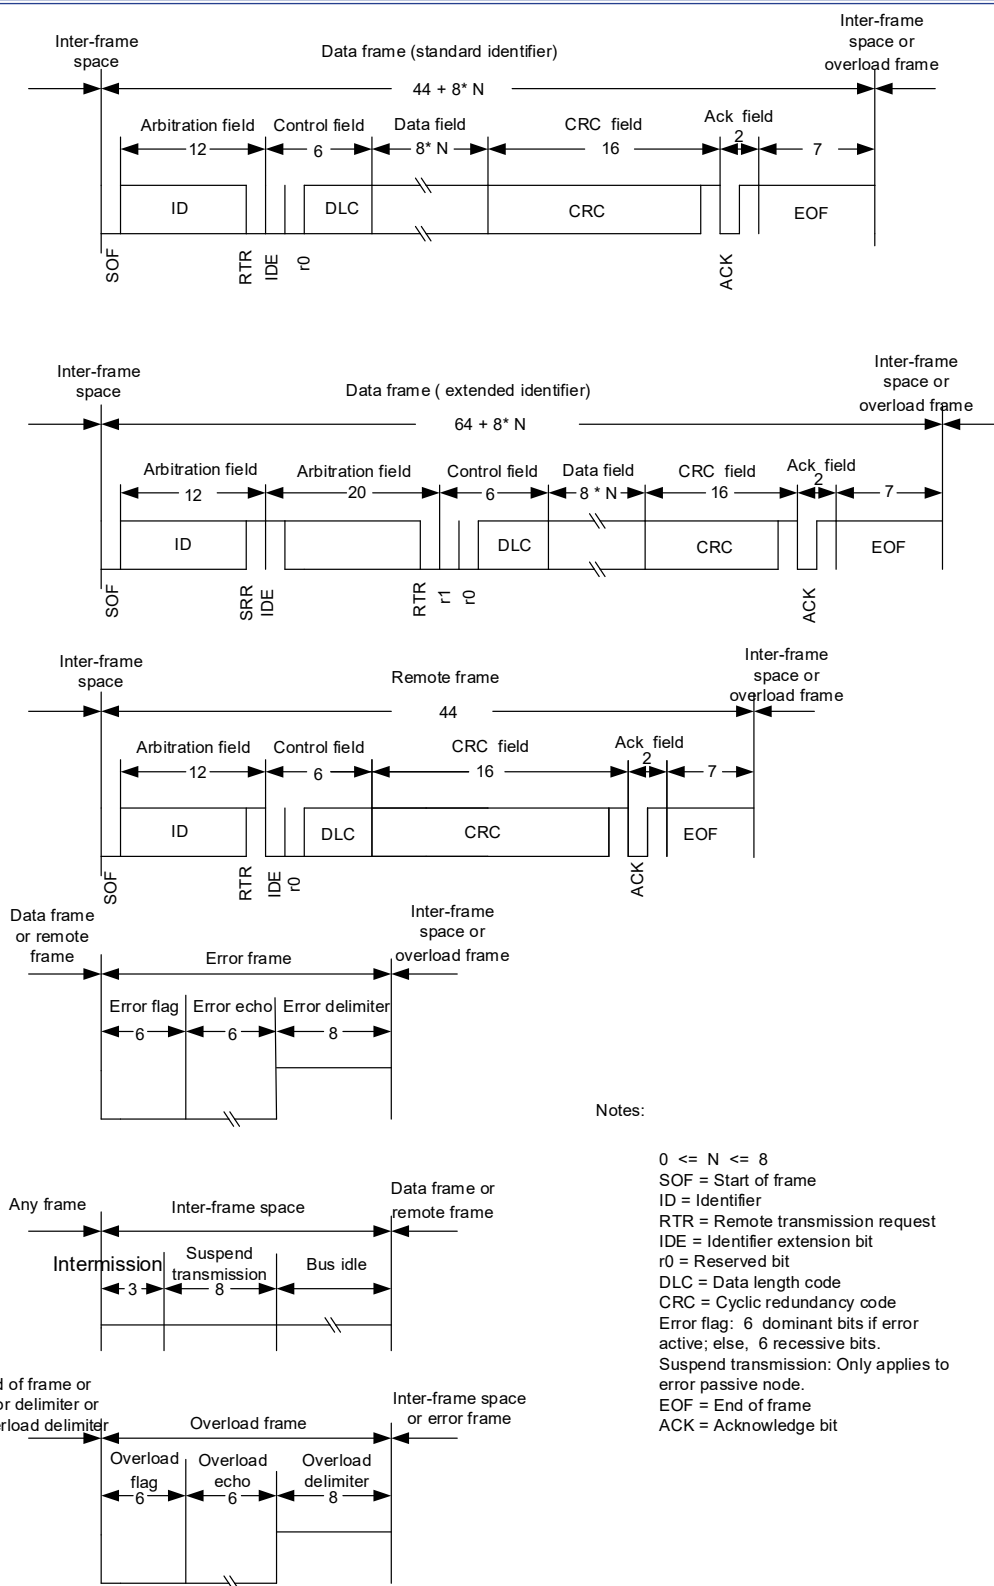 Inter-frame
space
Data frame (standard identifier)
Inter-frame
space or
overload frame
44 + 8* N
Arbitration field
Control field
Data field
CRC field
Ack field
12
6
8* N
16
2
7
ID
DLC
CRC
EOF
SOF
RTR
IDE
r0
ACK
Inter-frame
space
Data frame ( extended identifier)
Inter-frame
space or
overload frame
64 + 8* N
Arbitration field
Arbitration field
Control field
Data field
CRC field
Ack field
12
20
6
8 * N
16
2
7
ID
DLC
CRC
EOF
SOF
SRR
IDE
RTR
r1
r0
ACK
Inter-frame
space
Remote frame
Inter-frame
space or
overload frame
44
Arbitration field
Control field
CRC field
Ack field
12
6
16
2
7
ID
DLC
CRC
EOF
SOF
RTR
IDE
r0
ACK
Data frame
or remote
frame
Error frame
Inter-frame
space or
overload frame
Error flag
Error echo
Error delimiter
6
6
8
Any frame
Inter-frame space
Data frame or
remote frame
Intermission
Suspend
transmission
Bus idle
3
8
d of frame or
or delimiter or
erload delimiter
Overload frame
Inter-frame space
or error frame
Overload
flag
Overload
echo
Overload
delimiter
6
6
8
Notes:
0 <= N <= 8
SOF = Start of frame
ID = Identifier
RTR = Remote transmission request
IDE = Identifier extension bit
r0 = Reserved bit
DLC = Data length code
CRC = Cyclic redundancy code
Error flag: 6 dominant bits if error
active; else, 6 recessive bits.
Suspend transmission: Only applies to
error passive node.
EOF = End of frame
ACK = Acknowledge bit